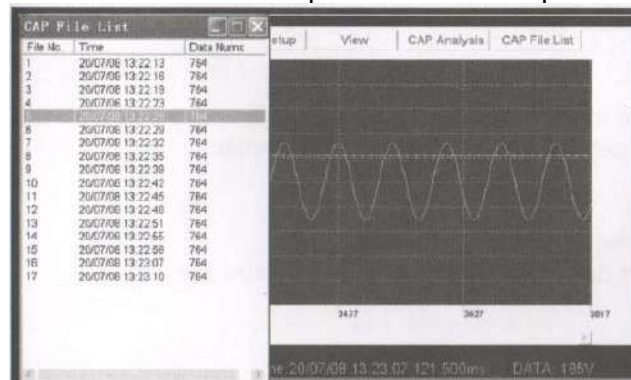 CAP File List
File No. Time Data Nums
1 20/07/08 13:22:13 764
2 20/07/08 13:22:16 764
3 20/07/08 13:22:19 764
4 20/07/08 13:22:23 764
5 764
6 20/07/08 13:22:29 764
7 20/07/08 13:22:32 764
8 20/07/08 13:22:35 764
9 20/07/08 13:22:39 764
10 20/07/08 13:22:42 764
11 20/07/08 13:22:45 764
12 20/07/08 13:22:48 764
13 20/07/08 13:22:51 764
14 20/07/08 13:22:55 764
15 20/07/08 13:22:58 764
16 20/07/08 13:23:07 764
17 20/07/08 13:23:10 764
etup View CAP Analysis CAP File List
3437 3627 3817
me:20/07/08 13:23:07 121.500ms DATA: 185V